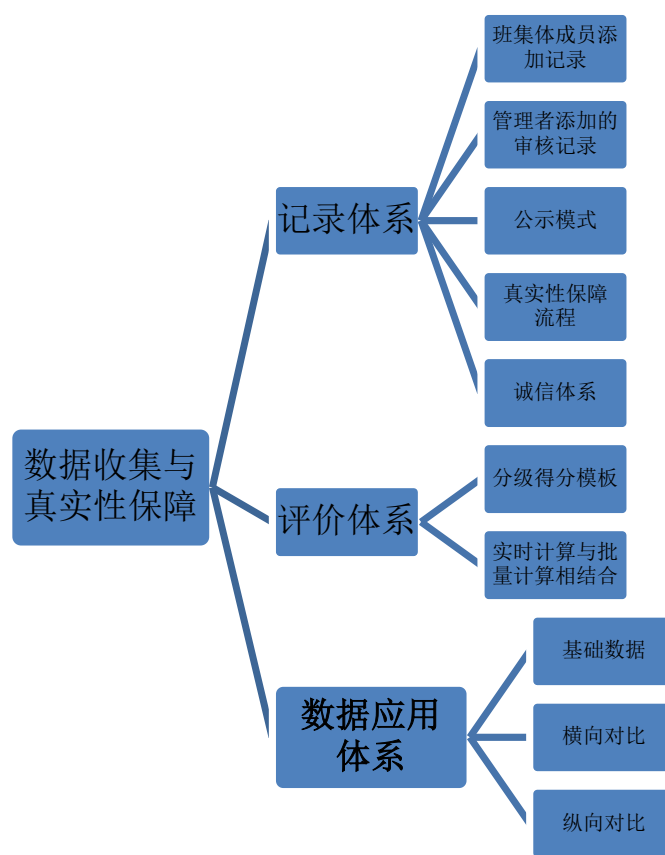 班集体成员添
加记录
管理者添加的
审核记录
记录体系
公示模式
真实性保障
流程
诚信体系
数据收集与
真实性保障
分级得分模板
评价体系
实时计算与批
量计算相结合
基础数据
数据应用
体系
横向对比
纵向对比